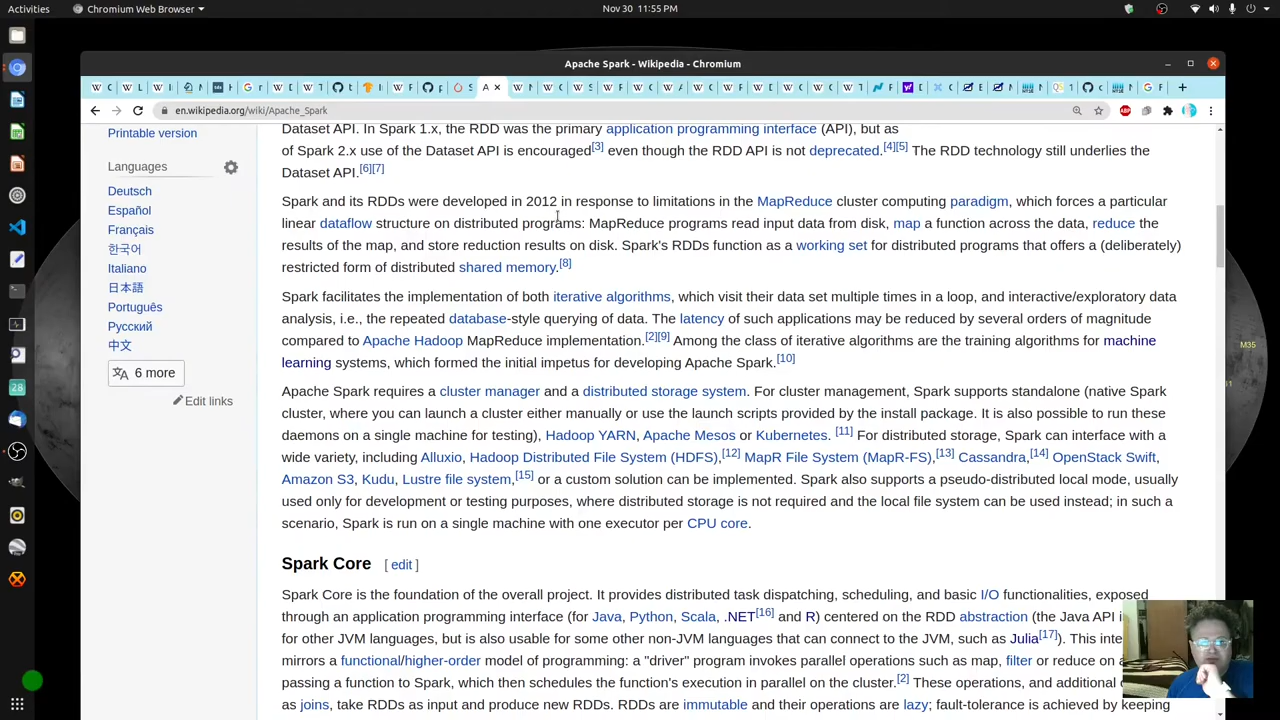 Activities
Chromium Web Browser
Nov 30 11:55 PM
Apache Spark - Wikipedia - Chromium
en.wikipedia.org/wiki/Apache_Spark
Printable version
Languages
Deutsch
Español
Français
한국어
Italiano
日本語
Português
Русский
中文
6 more
Edit links
Dataset API. In Spark 1.x, the RDD was the primary application programming interface (API), but as
of Spark 2.x use of the Dataset API is encouraged[3] even though the RDD API is not deprecated.[4][5] The RDD technology still underlies the
Dataset API.[6][7]
Spark and its RDDs were developed in 2012 in response to limitations in the MapReduce cluster computing paradigm, which forces a particular
linear dataflow structure on distributed programs: MapReduce programs read input data from disk, map a function across the data, reduce the
results of the map, and store reduction results on disk. Spark's RDDs function as a working set for distributed programs that offers a (deliberately)
restricted form of distributed shared memory.[8]
Spark facilitates the implementation of both iterative algorithms, which visit their data set multiple times in a loop, and interactive/exploratory data
analysis, i.e., the repeated database-style querying of data. The latency of such applications may be reduced by several orders of magnitude
compared to Apache Hadoop MapReduce implementation.[2][9] Among the class of iterative algorithms are the training algorithms for machine
learning systems, which formed the initial impetus for developing Apache Spark.[10]
Apache Spark requires a cluster manager and a distributed storage system. For cluster management, Spark supports standalone (native Spark
cluster, where you can launch a cluster either manually or use the launch scripts provided by the install package. It is also possible to run these
daemons on a single machine for testing), Hadoop YARN, Apache Mesos or Kubernetes. [11] For distributed storage, Spark can interface with a
wide variety, including Alluxio, Hadoop Distributed File System (HDFS),[12] MapR File System (MapR-FS),[13] Cassandra,[14] OpenStack Swift,
Amazon S3, Kudu, Lustre file system,[15] or a custom solution can be implemented. Spark also supports a pseudo-distributed local mode, usually
used only for development or testing purposes, where distributed storage is not required and the local file system can be used instead; in such a
scenario, Spark is run on a single machine with one executor per CPU core.
Spark Core [ edit ]
Spark Core is the foundation of the overall project. It provides distributed task dispatching, scheduling, and basic I/O functionalities, exposed
through an application programming interface (for Java, Python, Scala, .NET[16] and R) centered on the RDD abstraction (the Java API i
for other JVM languages, but is also usable for some other non-JVM languages that can connect to the JVM, such as Julia[17]). This inte
mirrors a functional/higher-order model of programming: a "driver" program invokes parallel operations such as map, filter or reduce on a
passing a function to Spark, which then schedules the function's execution in parallel on the cluster.[2] These operations, and additional
as joins, take RDDs as input and produce new RDDs. RDDs are immutable and their operations are lazy; fault-tolerance is achieved by keeping
M35
28